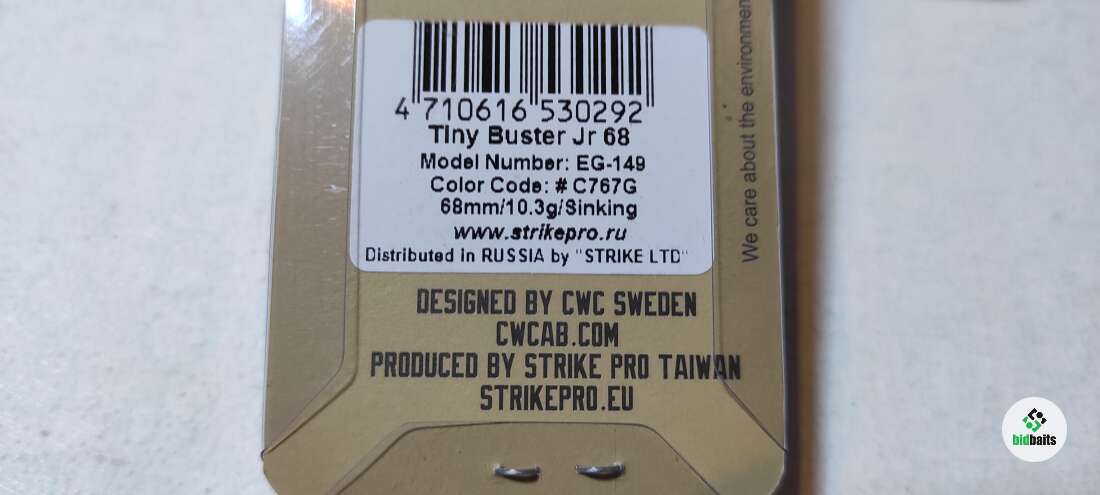 4 710616 530292
Tiny Buster Jr 68
Model Number: EG-149
Color Code: # C767G
68mm/10.3g/Sinking
www.strikepro.ru
Distributed in RUSSIA by "STRIKE LTD"
DESIGNED BY CWC SWEDEN
CWCAB.COM
PRODUCED BY STRIKE PRO TAIWAN
STRIKEPRO.EU
We care about the
bidbaits